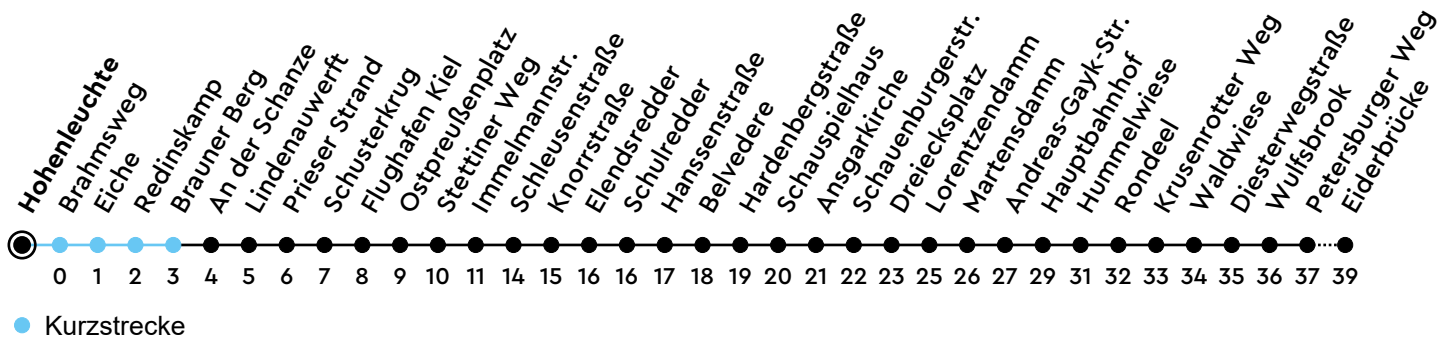 Hohenleuchte
Brahmsweg
Eiche
Redinskamp
Brauner Berg
An der Schanze
Lindenauwerft
Prieser Strand
Schusterkrug
Flughafen Kiel
Ostpreußenplatz
Stettiner Weg
Immelmannstr.
Schleusenstraße
Knorrstraße
Elendsredder
Schulredder
Hanssenstraße
Belvedere
Hardenbergstraße
Schauspielhaus
Ansgarkirche
Schauenburgerstr.
Dreiecksplatz
Lorentzendamm
Martensdamm
Andreas-Gayk-Str.
Hauptbahnhof
Hummelwiese
Rondeel
Krusenrotter Weg
Waldwiese
Diesterwegstraße
Wulfsbrook
Petersburger Weg
Eiderbrücke
0 1 2 3 4 5 6 7 8 9 10 11 14 15 16 16 17 18 19 20 21 22 23 25 26 27 29 31 32 33 34 35 36 37 39
Kurzstrecke